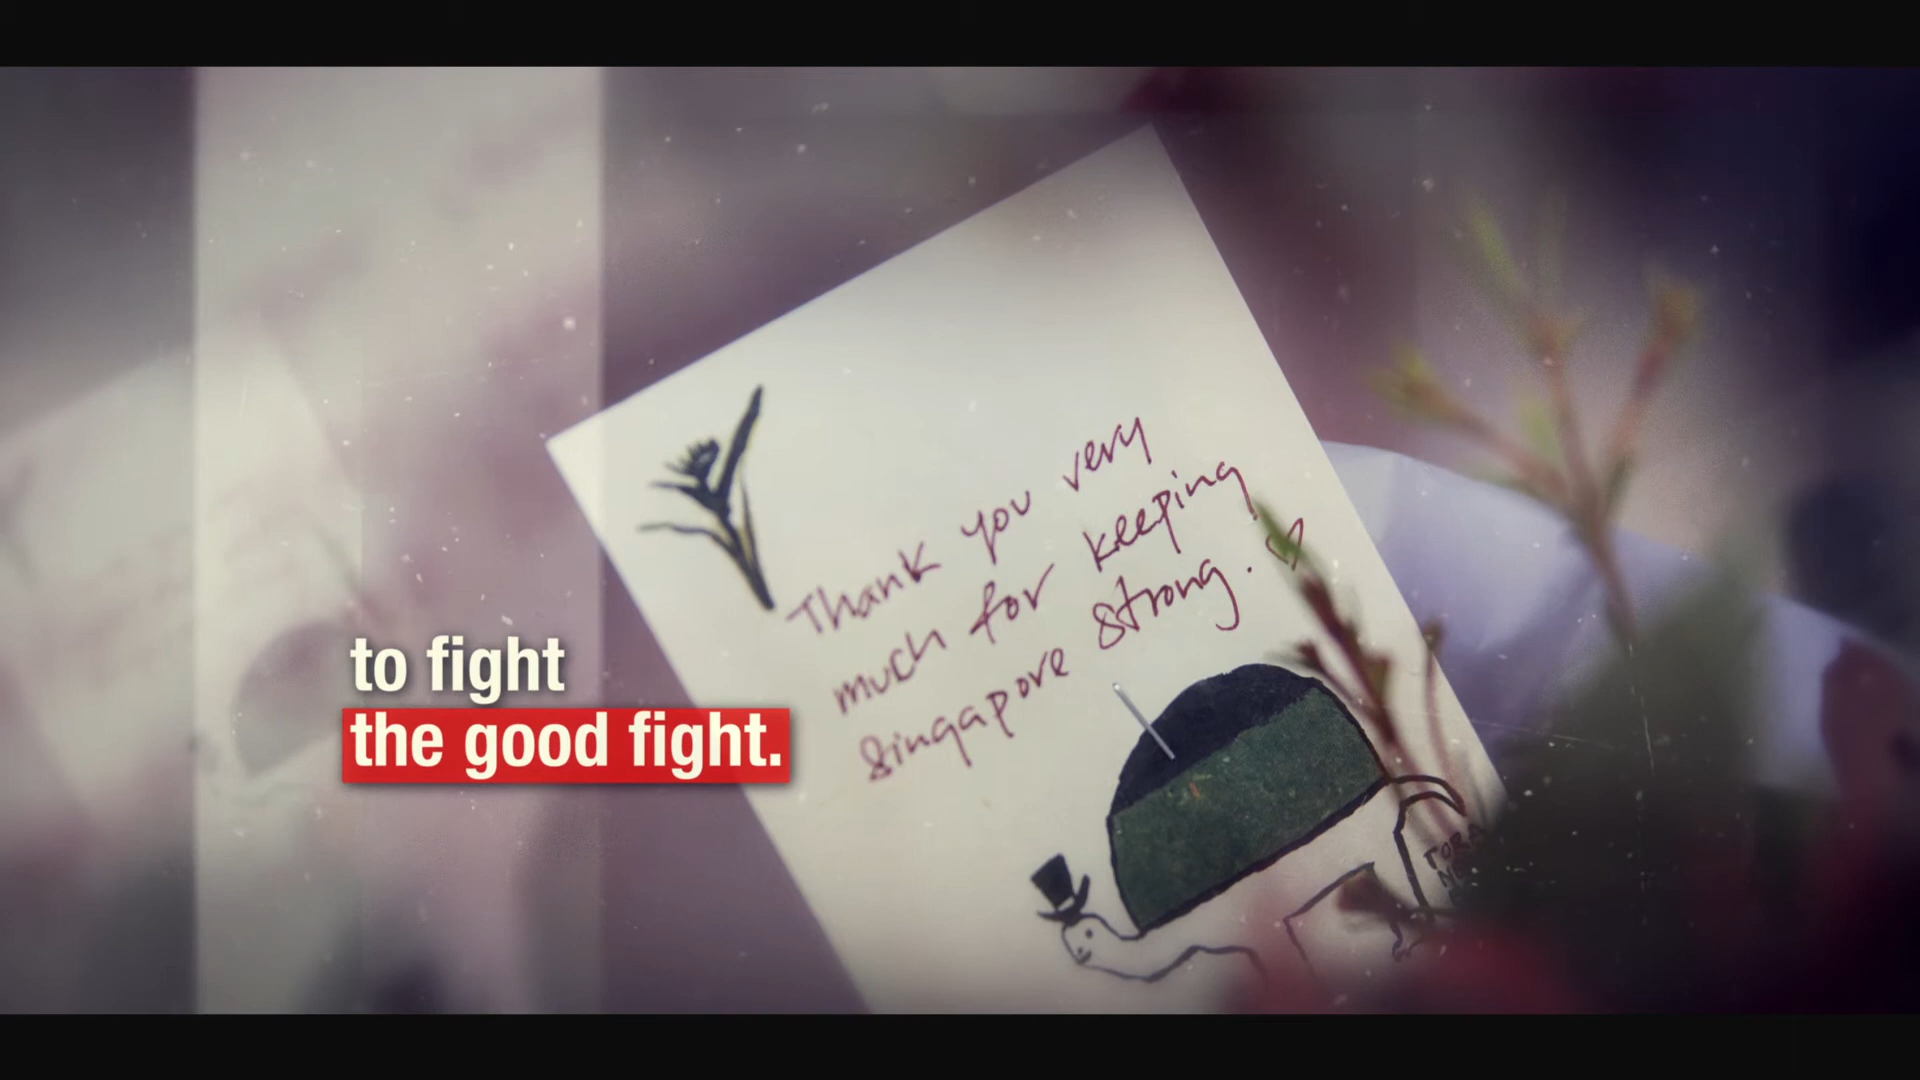 Thank you very
much for keeping
Singapore strong.
to fight
the good fight.